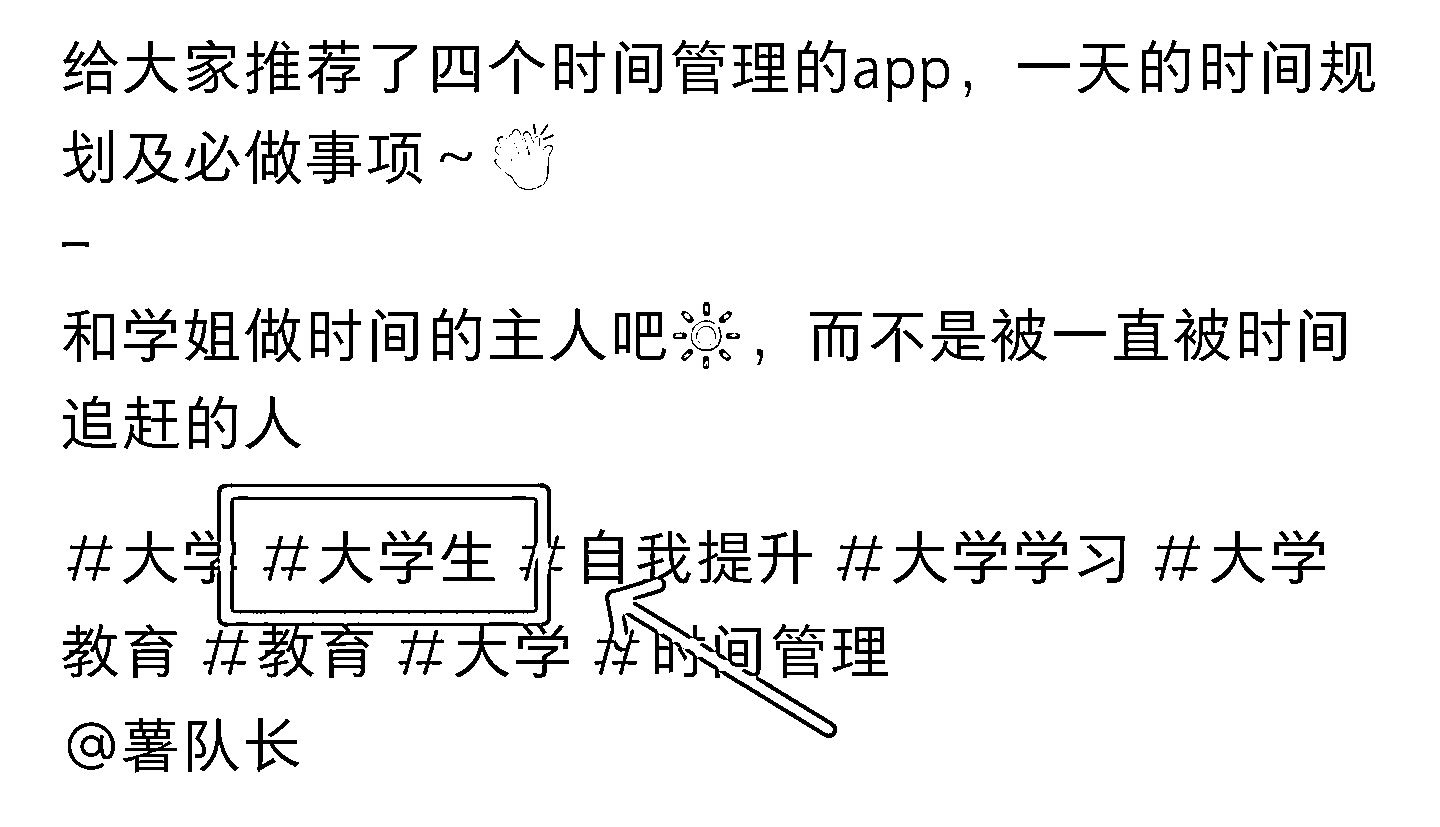 给大家推荐了四个时间管理的app，一天的时间规
划及必做事项～👏
–
和学姐做时间的主人吧☀️，而不是被一直被时间
追赶的人
#大学 #大学生 #自我提升 #大学学习 #大学
教育 #教育 #大学 #时间管理
@薯队长